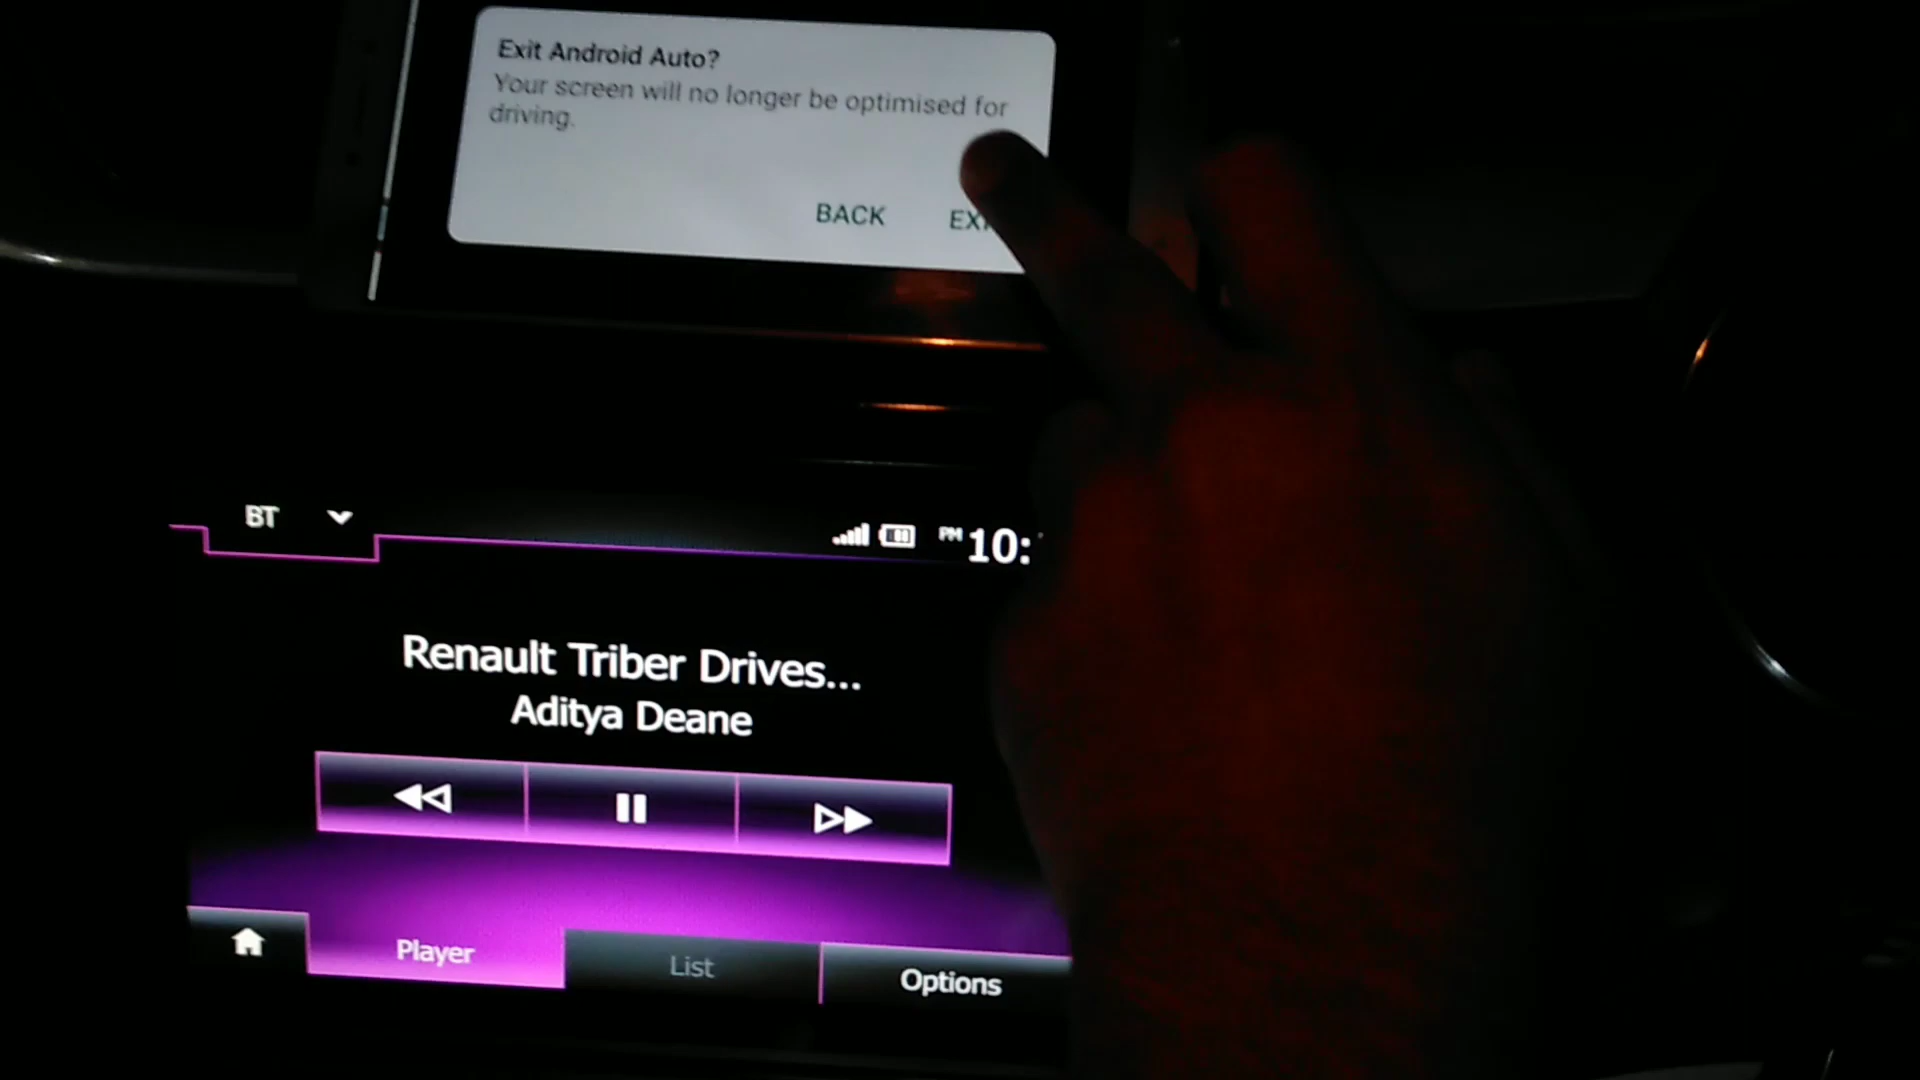 Exit Android Auto?
Your screen will no longer be optimised for
driving.
BACK
BT
PM 10:
Renault Triber Drives...
Aditya Deane
Player
List
Options